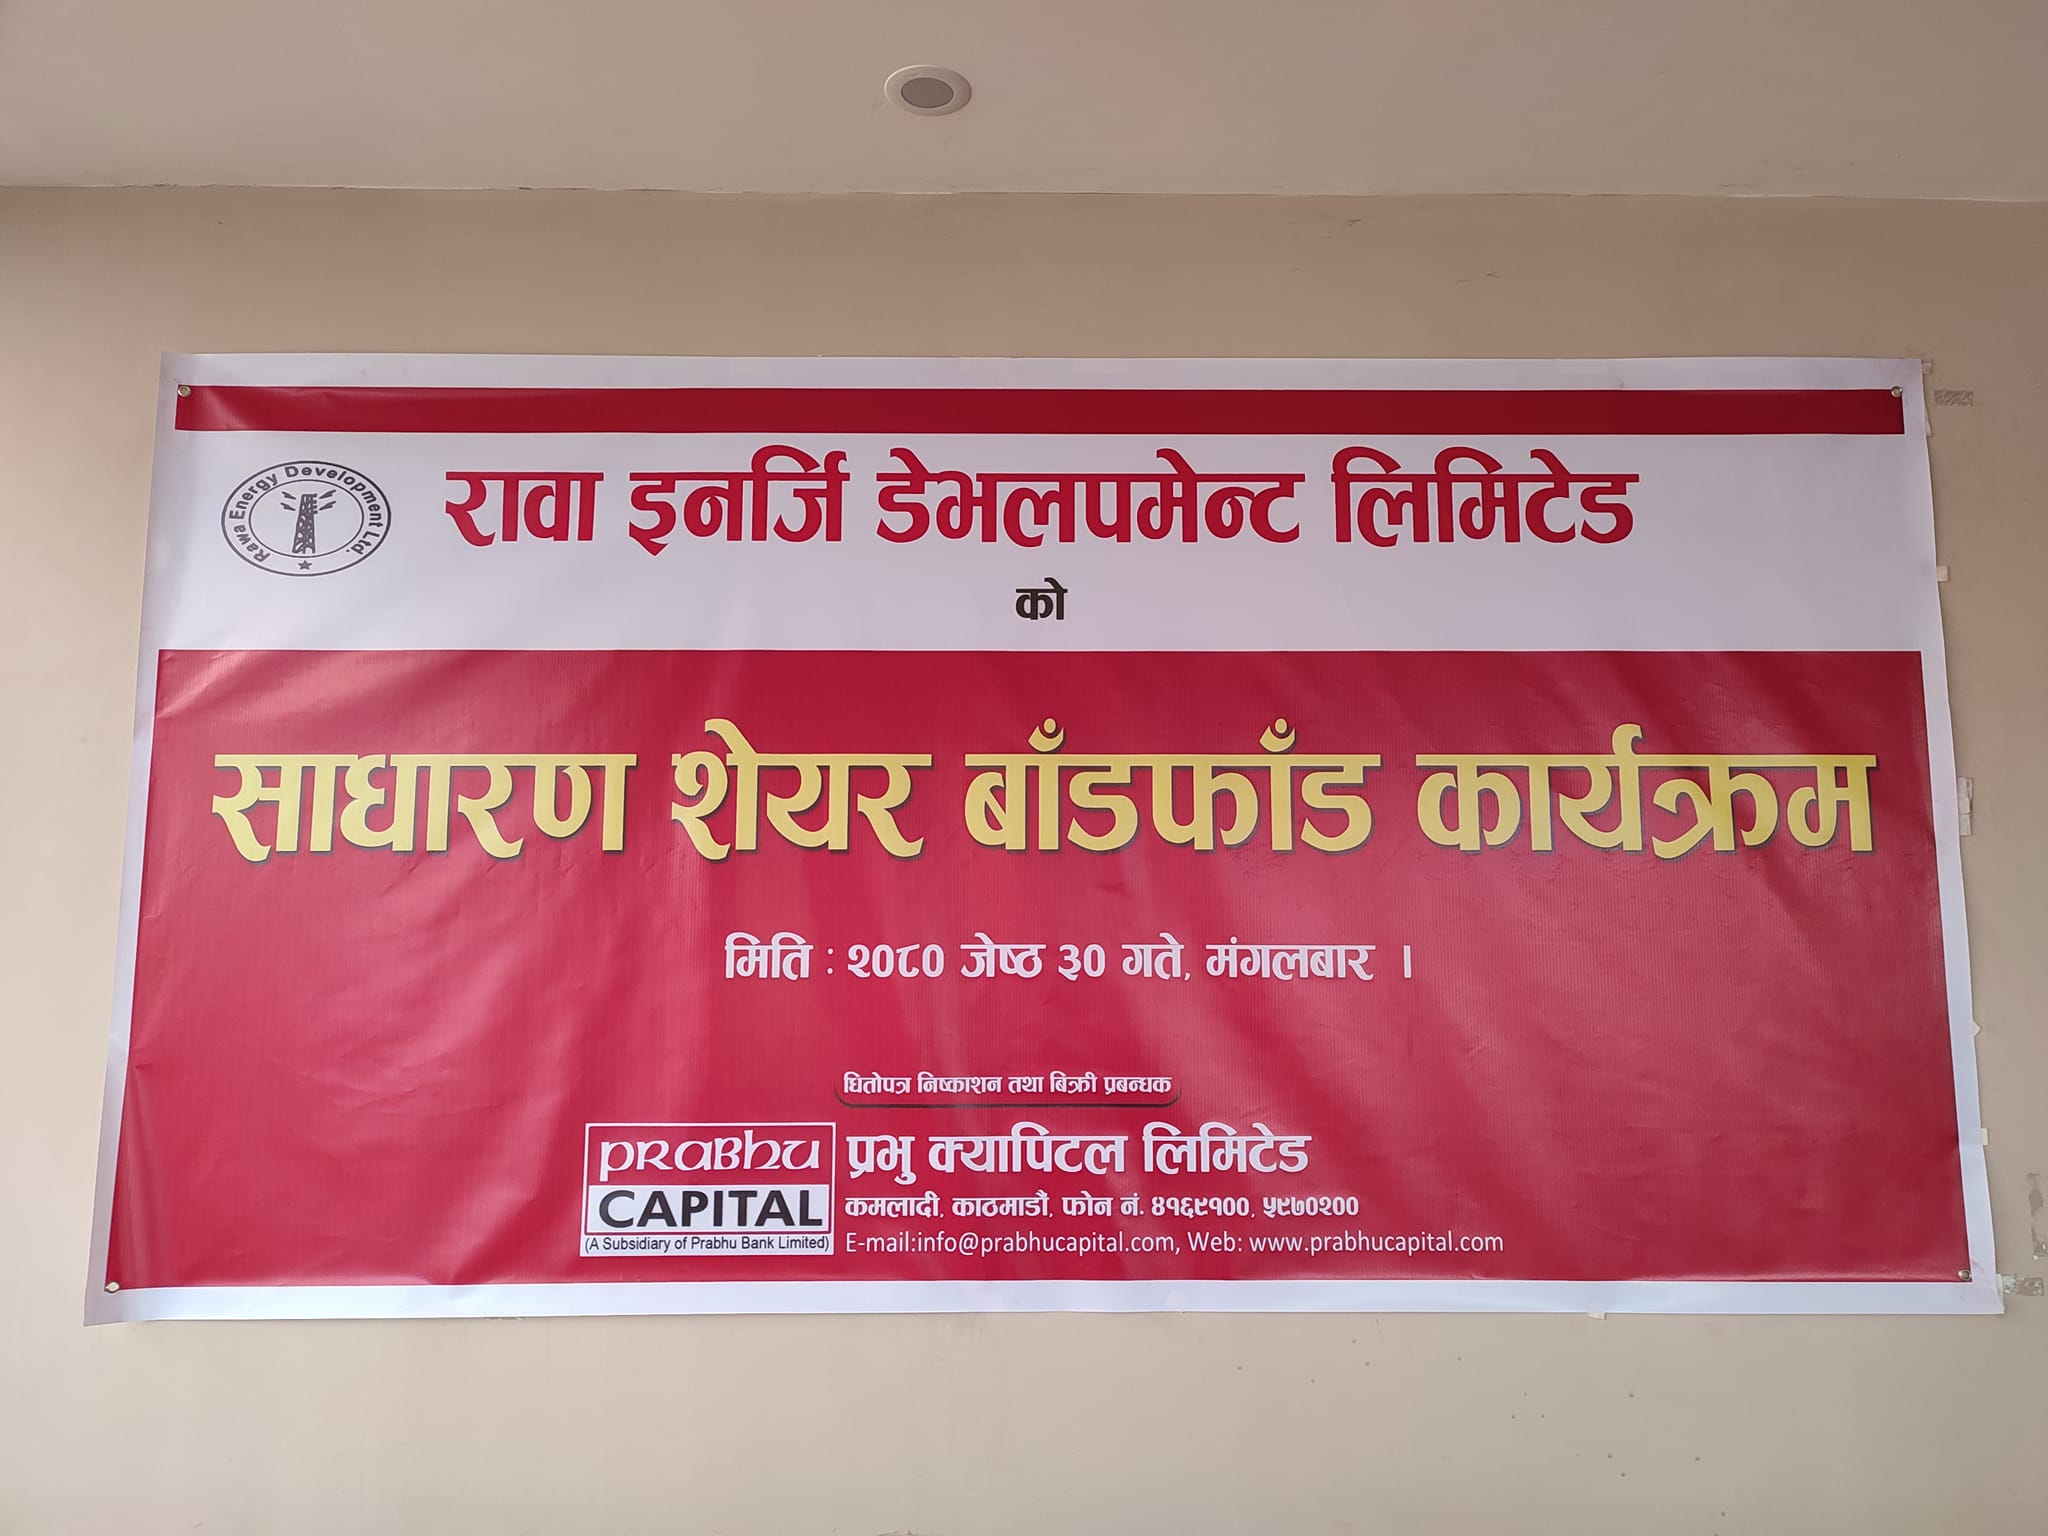 Rawa Energy Development Ltd.
रावा इनर्जि डेभलपमेन्ट लिमिटेड
को
साधारण शेयर बाँडफाँड कार्यक्रम
मिति : २०८० जेष्ठ ३० गते, मंगलबार ।
धितोपत्र निष्काशन तथा बिक्री प्रबन्धक
PRABHU
CAPITAL
(A Subsidiary of Prabhu Bank Limited)
प्रभु क्यापिटल लिमिटेड
कमलादी, काठमाडौं, फोन नं. ४१६९१००, ५९७०२००
E-mail:info@prabhucapital.com, Web: www.prabhucapital.com